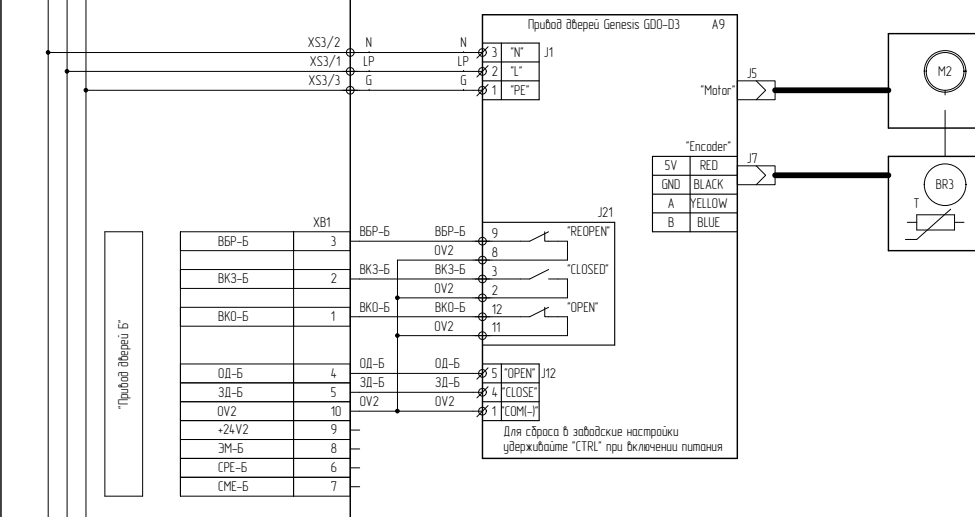 Привод дверей Genesis GDO-D3 A9
XS3/2 N N 3 "N" J1
XS3/1 LP LP 2 "L"
XS3/3 G G 1 "PE"
"Motor" J5
M2
"Encoder" J7
5V RED
GND BLACK
A YELLOW
B BLUE
BR3
T
"Привод дверей Б"
XB1
ВБР-Б 3
ВКЗ-Б 2
ВКО-Б 1
ОД-Б 4
ЗД-Б 5
0V2 10
+24V2 9
ЭМ-Б 8
СРЕ-Б 6
СМЕ-Б 7
J21
ВБР-Б ВБР-Б 9 "REOPEN"
0V2 8
ВКЗ-Б ВКЗ-Б 3 "CLOSED"
0V2 2
ВКО-Б ВКО-Б 12 "OPEN"
0V2 11
ОД-Б ОД-Б 5 "OPEN" J12
ЗД-Б ЗД-Б 4 "CLOSE"
0V2 0V2 1 "COM(-)"
Для сброса в заводские настройки
удерживайте "CTRL" при включении питания